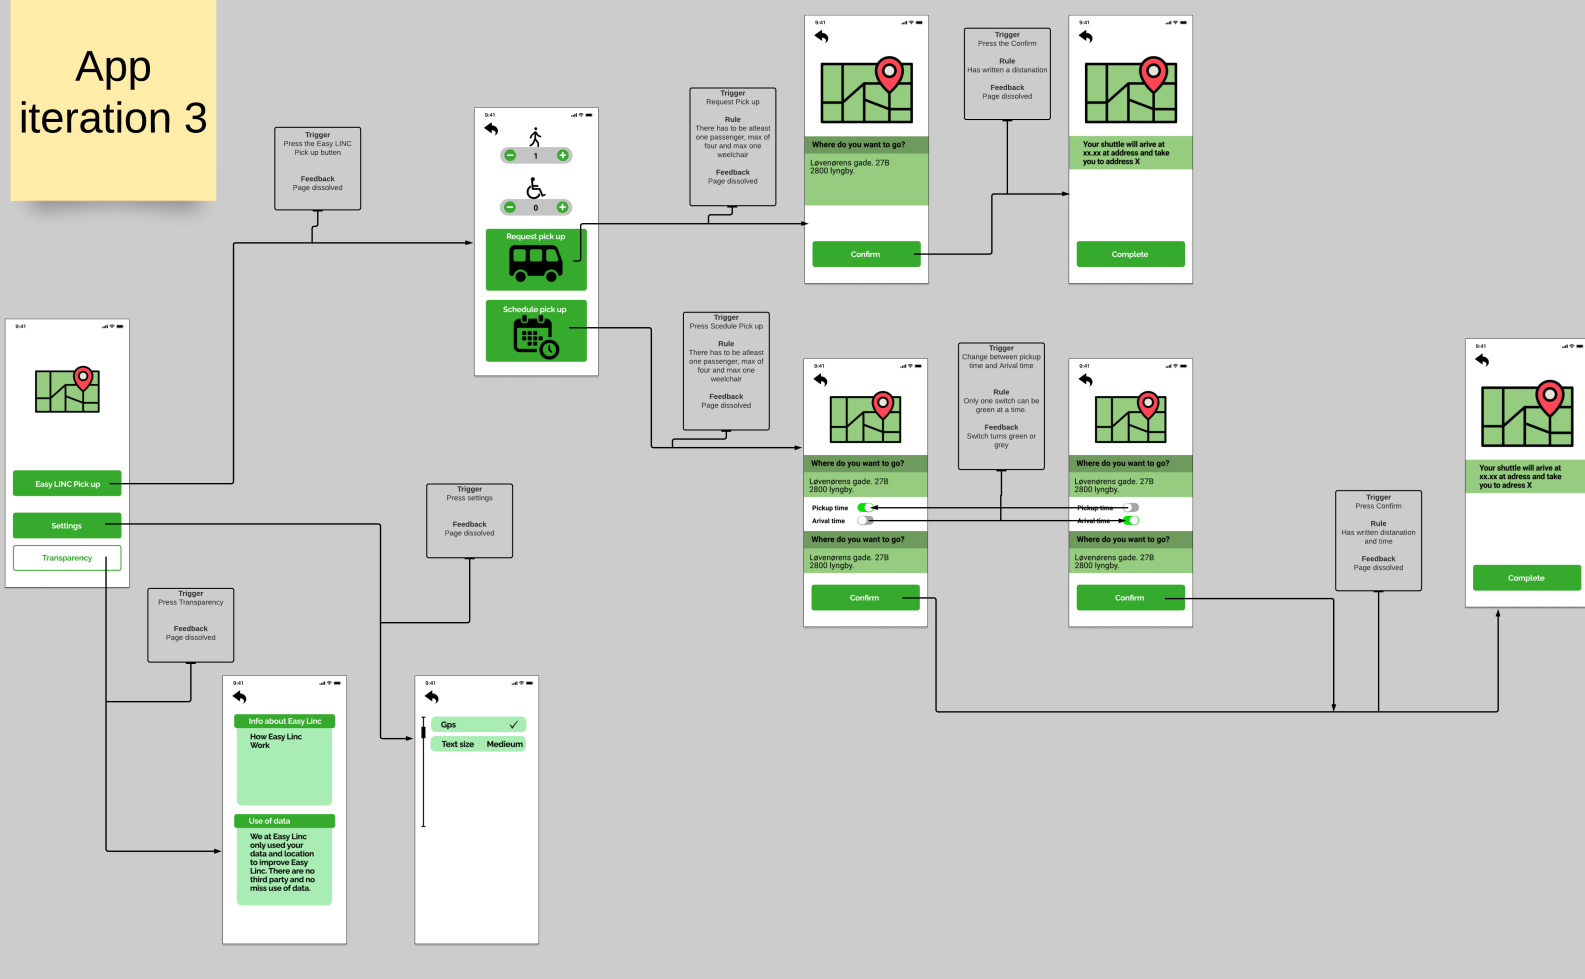 App
iteration 3
Trigger
Press the Easy LINC
Pick up butten
Feedback
Page dissolved
9:41
1
0
Request pick up
Schedule pick up
Trigger
Request Pick up
Rule
There has to be atleast
one passenger, max of
four and max one
weelchair
Feedback
Page dissolved
9:41
Where do you want to go?
Løvenørens gade. 27B
2800 lyngby.
Confirm
Trigger
Press the Confirm
Rule
Has written a distanation
Feedback
Page dissolved
9:41
Your shuttle will arive at
xx.xx at address and take
you to address X
Complete
9:41
Easy LINC Pick up
Settings
Transparency
Trigger
Press Scedule Pick up
Rule
There has to be atleast
one passenger, max of
four and max one
weelchair
Feedback
Page dissolved
9:41
Where do you want to go?
Løvenørens gade. 27B
2800 lyngby.
Pickup time
Arival time
Where do you want to go?
Løvenørens gade. 27B
2800 lyngby.
Confirm
Trigger
Change between pickup
time and Arival time
Rule
Only one switch can be
green at a time.
Feedback
Switch turns green or
grey
9:41
Where do you want to go?
Løvenørens gade. 27B
2800 lyngby.
Pickup time
Arival time
Where do you want to go?
Løvenørens gade. 27B
2800 lyngby.
Confirm
Trigger
Press Confirm
Rule
Has written distanation
and time
Feedback
Page dissolved
9:41
Your shuttle will arive at
xx.xx at adress and take
you to adress X
Complete
Trigger
Press settings
Feedback
Page dissolved
Trigger
Press Transparency
Feedback
Page dissolved
9:41
Info about Easy Linc
How Easy Linc
Work
Use of data
We at Easy Linc
only used your
data and location
to improve Easy
Linc. There are no
third party and no
miss use of data.
9:41
Gps
Text size Medieum